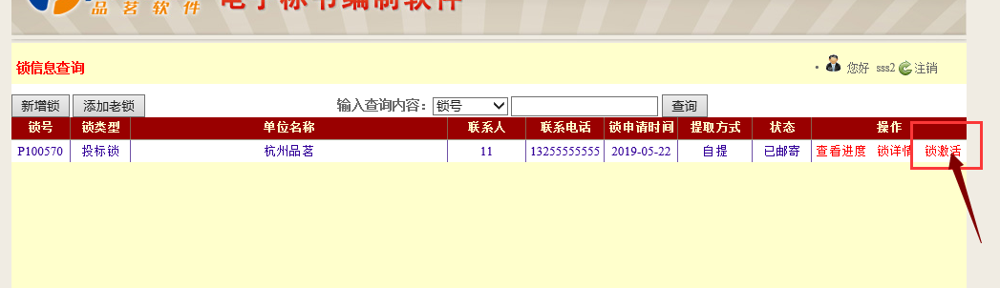 品茗软件 电子标书编制软件
锁信息查询
· 您好 sss2 注销
新增锁 添加老锁 输入查询内容： 锁号 查询
锁号 锁类型 单位名称 联系人 联系电话 锁申请时间 提取方式 状态 操作
P100570 投标锁 杭州品茗 11 13255555555 2019-05-22 自提 已邮寄 查看进度 锁详情 锁激活